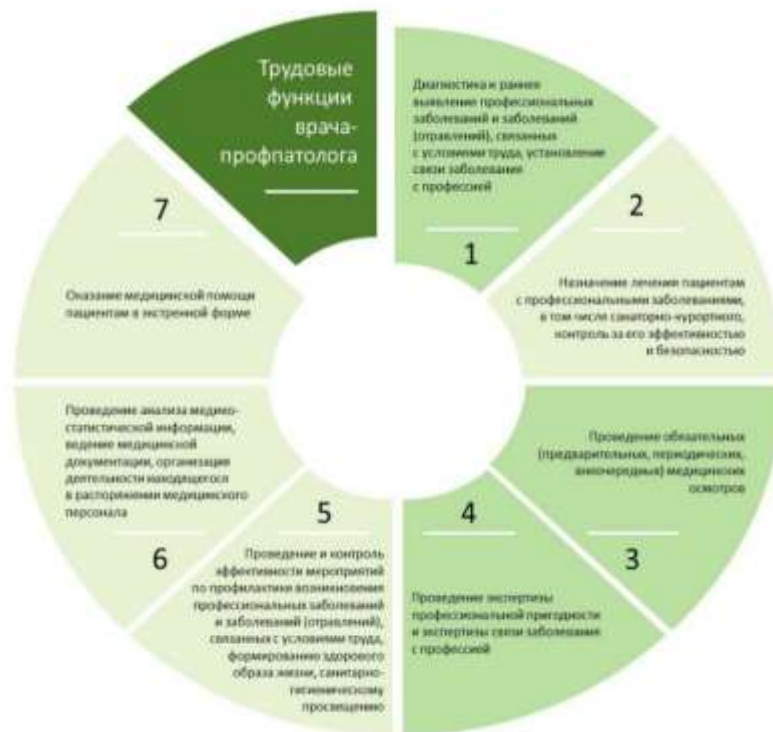 Трудовые
функции
врача-
профпатолога
Диагностика и раннее
выявление профессиональных
заболеваний и заболеваний
(отравлений), связанных
с условиями труда, установление
связи заболевания
с профессией
1
2
Назначение лечения пациентам
с профессиональными заболеваниями,
в том числе санаторно-курортного,
контроль за его эффективностью
и безопасностью
Проведение обязательных
(предварительных, периодических,
внеочередных) медицинских
осмотров
3
4
Проведение экспертизы
профессиональной пригодности
и экспертизы связи заболевания
с профессией
5
Проведение и контроль
эффективности мероприятий
по профилактике возникновения
профессиональных заболеваний
и заболеваний (отравлений),
связанных с условиями труда,
формированию здорового
образа жизни, санитарно-
гигиеническому
просвещению
Проведение анализа медико-
статистической информации,
ведение медицинской
документации, организация
деятельности находящегося
в распоряжении медицинского
персонала
6
7
Оказание медицинской помощи
пациентам в экстренной форме